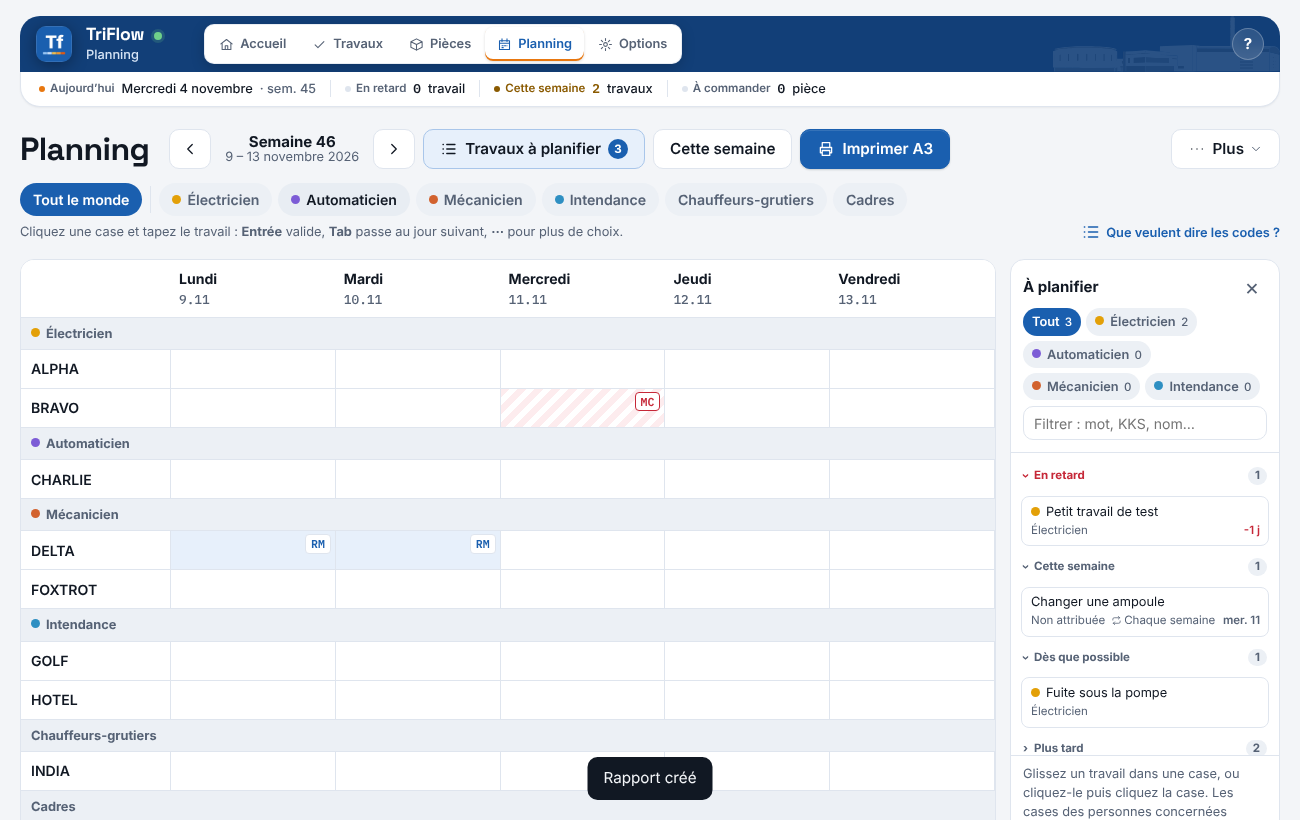 Tf
TriFlow
Planning
Accueil
Travaux
Pièces
Planning
Options
?
Aujourd'hui Mercredi 4 novembre · sem. 45
En retard 0 travail
Cette semaine 2 travaux
À commander 0 pièce
Planning
Semaine 46
9 – 13 novembre 2026
Travaux à planifier 3
Cette semaine
Imprimer A3
··· Plus
Tout le monde
Électricien
Automaticien
Mécanicien
Intendance
Chauffeurs-grutiers
Cadres
Cliquez une case et tapez le travail : Entrée valide, Tab passe au jour suivant, ··· pour plus de choix.
Que veulent dire les codes ?
Lundi
9.11
Mardi
10.11
Mercredi
11.11
Jeudi
12.11
Vendredi
13.11
Électricien
ALPHA
BRAVO
MC
Automaticien
CHARLIE
Mécanicien
DELTA
RM
RM
FOXTROT
Intendance
GOLF
HOTEL
Chauffeurs-grutiers
INDIA
Cadres
À planifier
Tout 3
Électricien 2
Automaticien 0
Mécanicien 0
Intendance 0
Filtrer : mot, KKS, nom...
En retard 1
Petit travail de test
Électricien -1 j
Cette semaine 1
Changer une ampoule
Non attribuée Chaque semaine mer. 11
Dès que possible 1
Fuite sous la pompe
Électricien
Plus tard 2
Glissez un travail dans une case, ou
cliquez-le puis cliquez la case. Les
cases des personnes concernées
Rapport créé